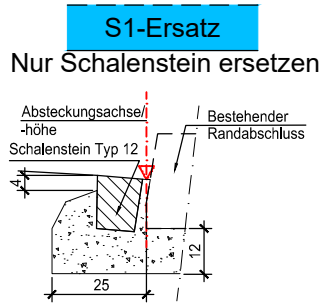 S1-Ersatz
Nur Schalenstein ersetzen
Absteckungsachse/
-höhe
Bestehender
Randabschluss
Schalenstein Typ 12
4
12
25